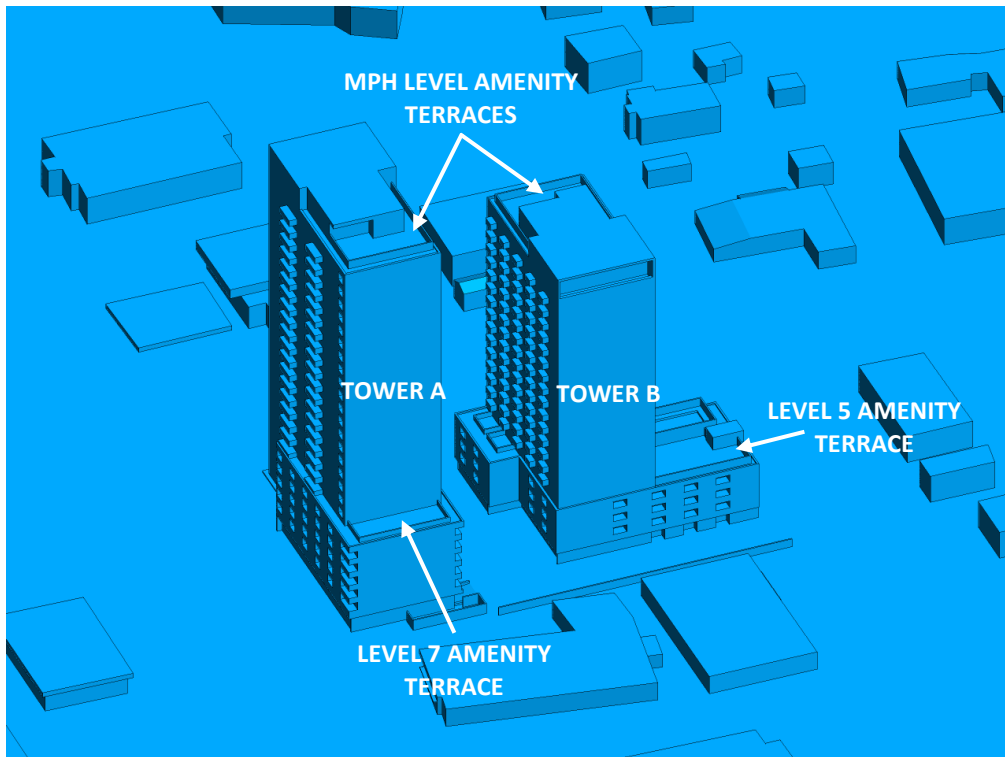 MPH LEVEL AMENITY
TERRACES
TOWER A
TOWER B
LEVEL 5 AMENITY
TERRACE
LEVEL 7 AMENITY
TERRACE